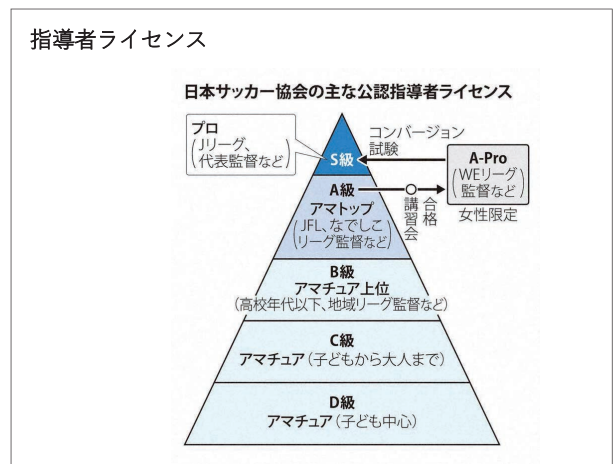 指導者ライセンス
日本サッカー協会の主な公認指導者ライセンス
プロ
(Jリーグ、
代表監督など)
S級
コンバージョン
試験
A-Pro
(WEリーグ
監督など)
女性限定
A級
アマトップ
(JFL、なでしこ
リーグ監督など)
講習会
合格
B級
アマチュア上位
(高校年代以下、地域リーグ監督など)
C級
アマチュア(子どもから大人まで)
D級
アマチュア(子ども中心)